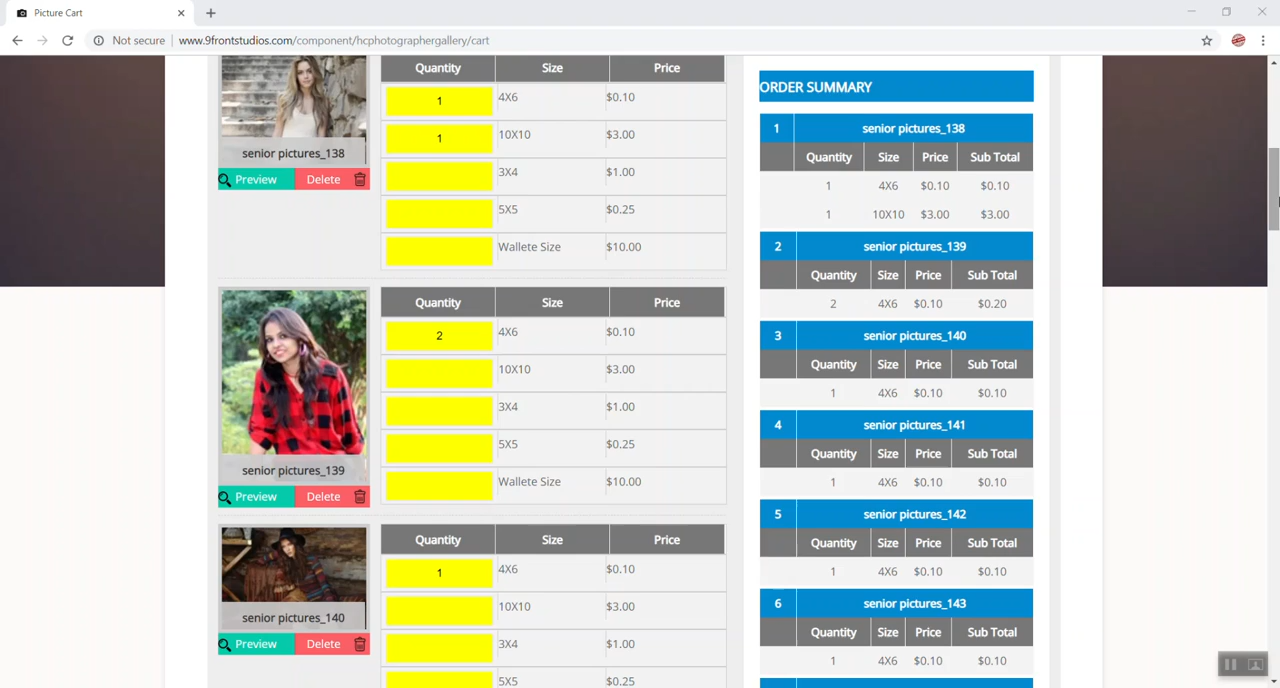 Picture Cart
Not secure www.9frontstudios.com/component/hcphotographergallery/cart
Quantity Size Price
1 4X6 $0.10
1 10X10 $3.00
3X4 $1.00
5X5 $0.25
Wallete Size $10.00
senior pictures_138
Preview Delete
Quantity Size Price
2 4X6 $0.10
10X10 $3.00
3X4 $1.00
5X5 $0.25
Wallete Size $10.00
senior pictures_139
Preview Delete
Quantity Size Price
1 4X6 $0.10
10X10 $3.00
3X4 $1.00
5X5 $0.25
senior pictures_140
Preview Delete
ORDER SUMMARY
1 senior pictures_138
Quantity Size Price Sub Total
1 4X6 $0.10 $0.10
1 10X10 $3.00 $3.00
2 senior pictures_139
Quantity Size Price Sub Total
2 4X6 $0.10 $0.20
3 senior pictures_140
Quantity Size Price Sub Total
1 4X6 $0.10 $0.10
4 senior pictures_141
Quantity Size Price Sub Total
1 4X6 $0.10 $0.10
5 senior pictures_142
Quantity Size Price Sub Total
1 4X6 $0.10 $0.10
6 senior pictures_143
Quantity Size Price Sub Total
1 4X6 $0.10 $0.10